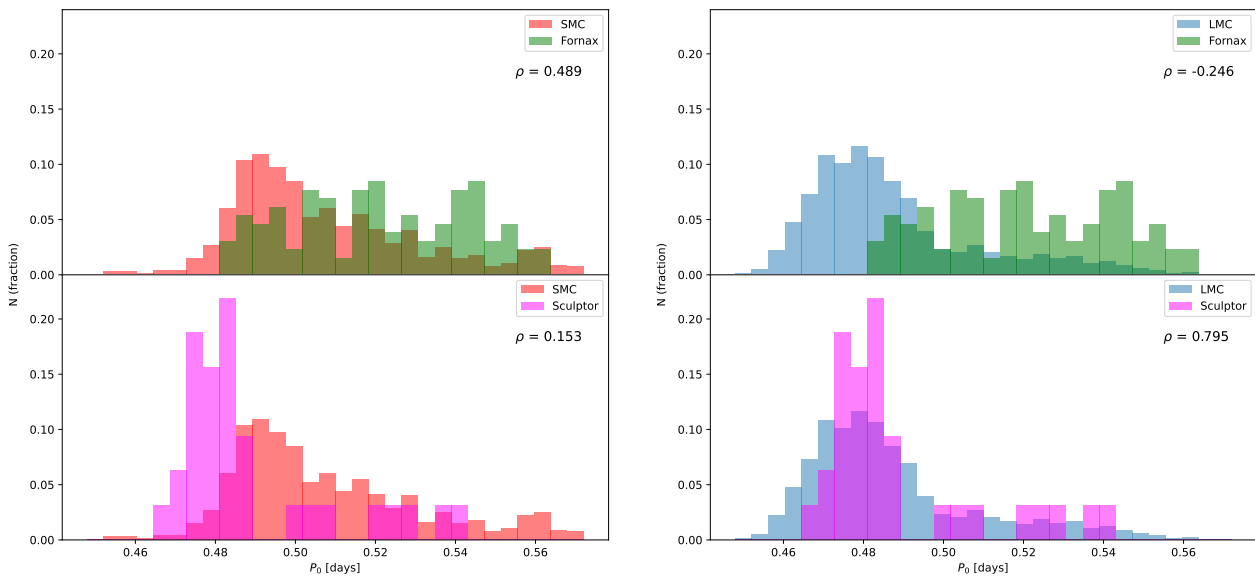 SMC
Fornax
ρ = 0.489
0.20
0.15
0.10
0.05
0.00
LMC
Fornax
ρ = -0.246
0.20
0.15
0.10
0.05
0.00
N (fraction)
N (fraction)
SMC
Sculptor
ρ = 0.153
0.20
0.15
0.10
0.05
0.00
0.46 0.48 0.50 0.52 0.54 0.56
P0 [days]
LMC
Sculptor
ρ = 0.795
0.20
0.15
0.10
0.05
0.00
0.46 0.48 0.50 0.52 0.54 0.56
P0 [days]